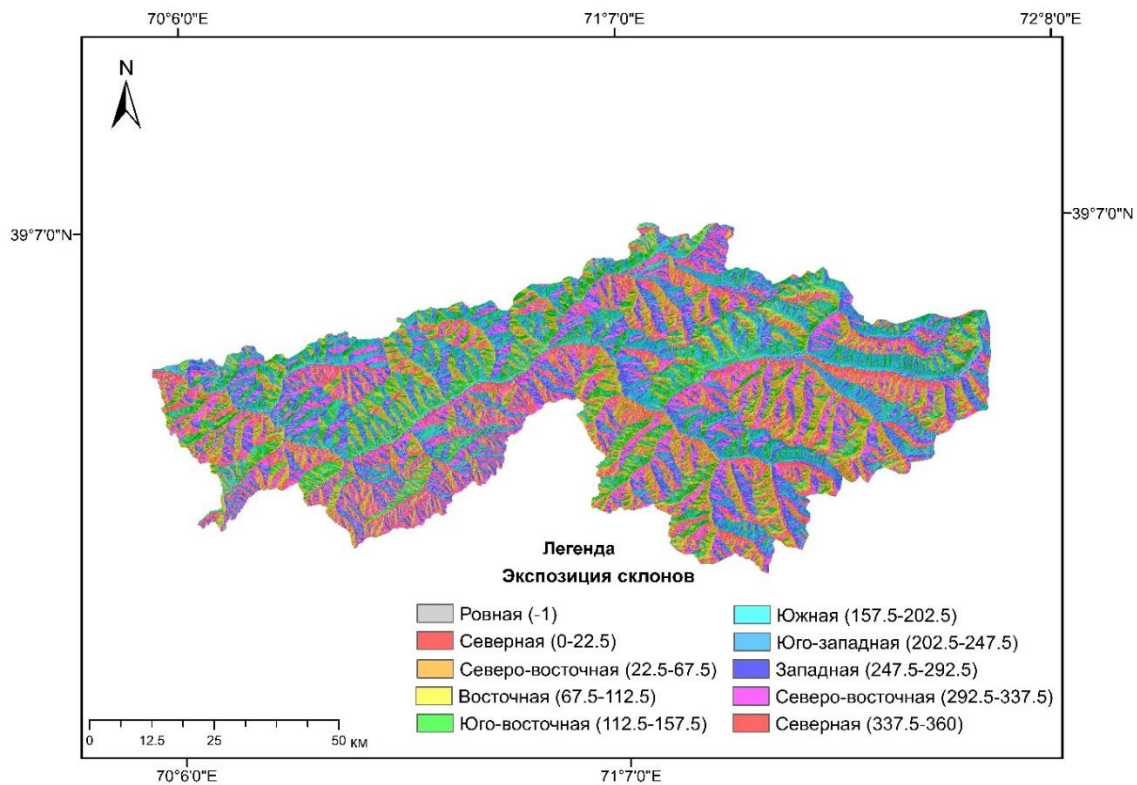 70°6'0"E
71°7'0"E
72°8'0"E
N
39°7'0"N
39°7'0"N
Легенда
Экспозиция склонов
Ровная (-1)
Северная (0-22.5)
Северо-восточная (22.5-67.5)
Восточная (67.5-112.5)
Юго-восточная (112.5-157.5)
Южная (157.5-202.5)
Юго-западная (202.5-247.5)
Западная (247.5-292.5)
Северо-восточная (292.5-337.5)
Северная (337.5-360)
0 12.5 25 50 км
70°6'0"E
71°7'0"E